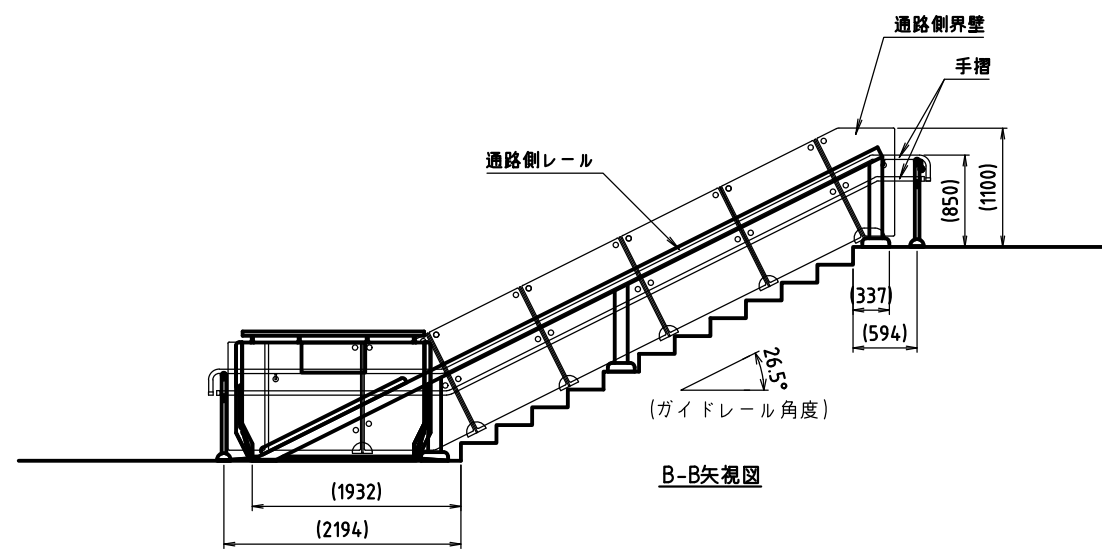 通路側界壁
手摺
通路側レール
(850)
(1100)
(337)
(594)
26.5°
(ガイドレール角度)
B-B矢視図
(1932)
(2194)